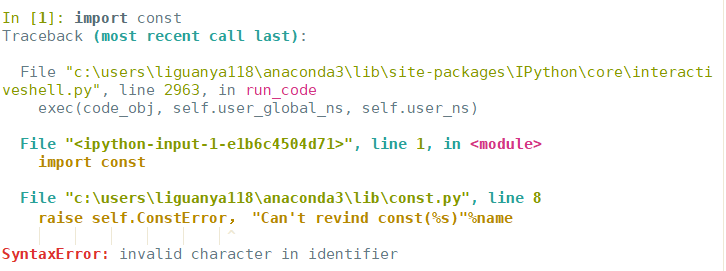 In [1]: import const
Traceback (most recent call last):
File "c:\users\liguanya118\anaconda3\lib\site-packages\IPython\core\interacti
veshell.py", line 2963, in run_code
exec(code_obj, self.user_global_ns, self.user_ns)
File "<ipython-input-1-e1b6c4504d71>", line 1, in <module>
import const
File "c:\users\liguanya118\anaconda3\lib\const.py", line 8
raise self.ConstError， "Can't revind const(%s)"%name
^
SyntaxError: invalid character in identifier